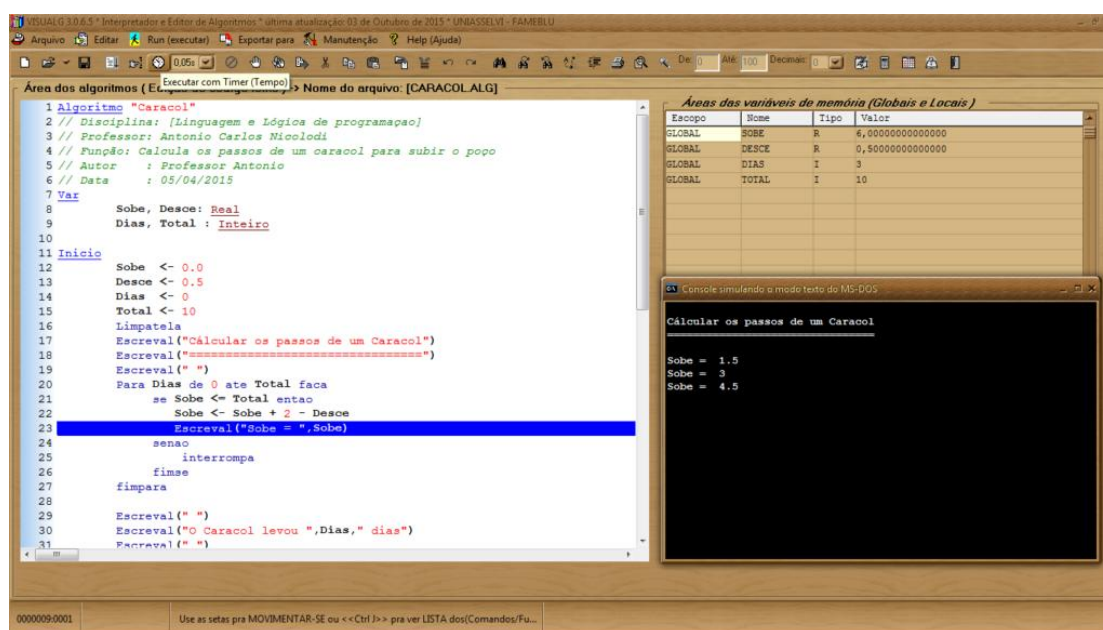 VISUALG 3.0.6.5 * Interpretador e Editor de Algoritmos * última atualização: 03 de Outubro de 2015 * UNIASSELVI - FAMEBLU
Arquivo Editar Run (executar) Exportar para Manutenção Help (Ajuda)
0,05s De: 0 Até: 100 Decimais: 0
Executar com Timer (Tempo)
Área dos algoritmos ( > Nome do arquivo: [CARACOL.ALG]
1 Algoritmo "Caracol"
2 // Disciplina: [Linguagem e Lógica de programaçao]
3 // Professor: Antonio Carlos Nicolodi
4 // Função: Calcula os passos de um caracol para subir o poço
5 // Autor : Professor Antonio
6 // Data : 05/04/2015
7 Var
8 Sobe, Desce: Real
9 Dias, Total : Inteiro
10
11 Inicio
12 Sobe <- 0.0
13 Desce <- 0.5
14 Dias <- 0
15 Total <- 10
16 Limpatela
17 Escreval("Cálcular os passos de um Caracol")
18 Escreval("================================")
19 Escreval(" ")
20 Para Dias de 0 ate Total faca
21 se Sobe <= Total entao
22 Sobe <- Sobe + 2 - Desce
23 Escreval("Sobe = ",Sobe)
24 senao
25 interrompa
26 fimse
27 fimpara
28
29 Escreval(" ")
30 Escreval("O Caracol levou ",Dias," dias")
31 Escreval(" ")
Áreas das variáveis de memória (Globais e Locais )
Escopo Nome Tipo Valor
GLOBAL SOBE R 6,00000000000000
GLOBAL DESCE R 0,50000000000000
GLOBAL DIAS I 3
GLOBAL TOTAL I 10
Console simulando o modo texto do MS-DOS
Cálcular os passos de um Caracol
================================
Sobe = 1.5
Sobe = 3
Sobe = 4.5
0000009:0001 Use as setas pra MOVIMENTAR-SE ou <<Ctrl J>> pra ver LISTA dos(Comandos/Fu...